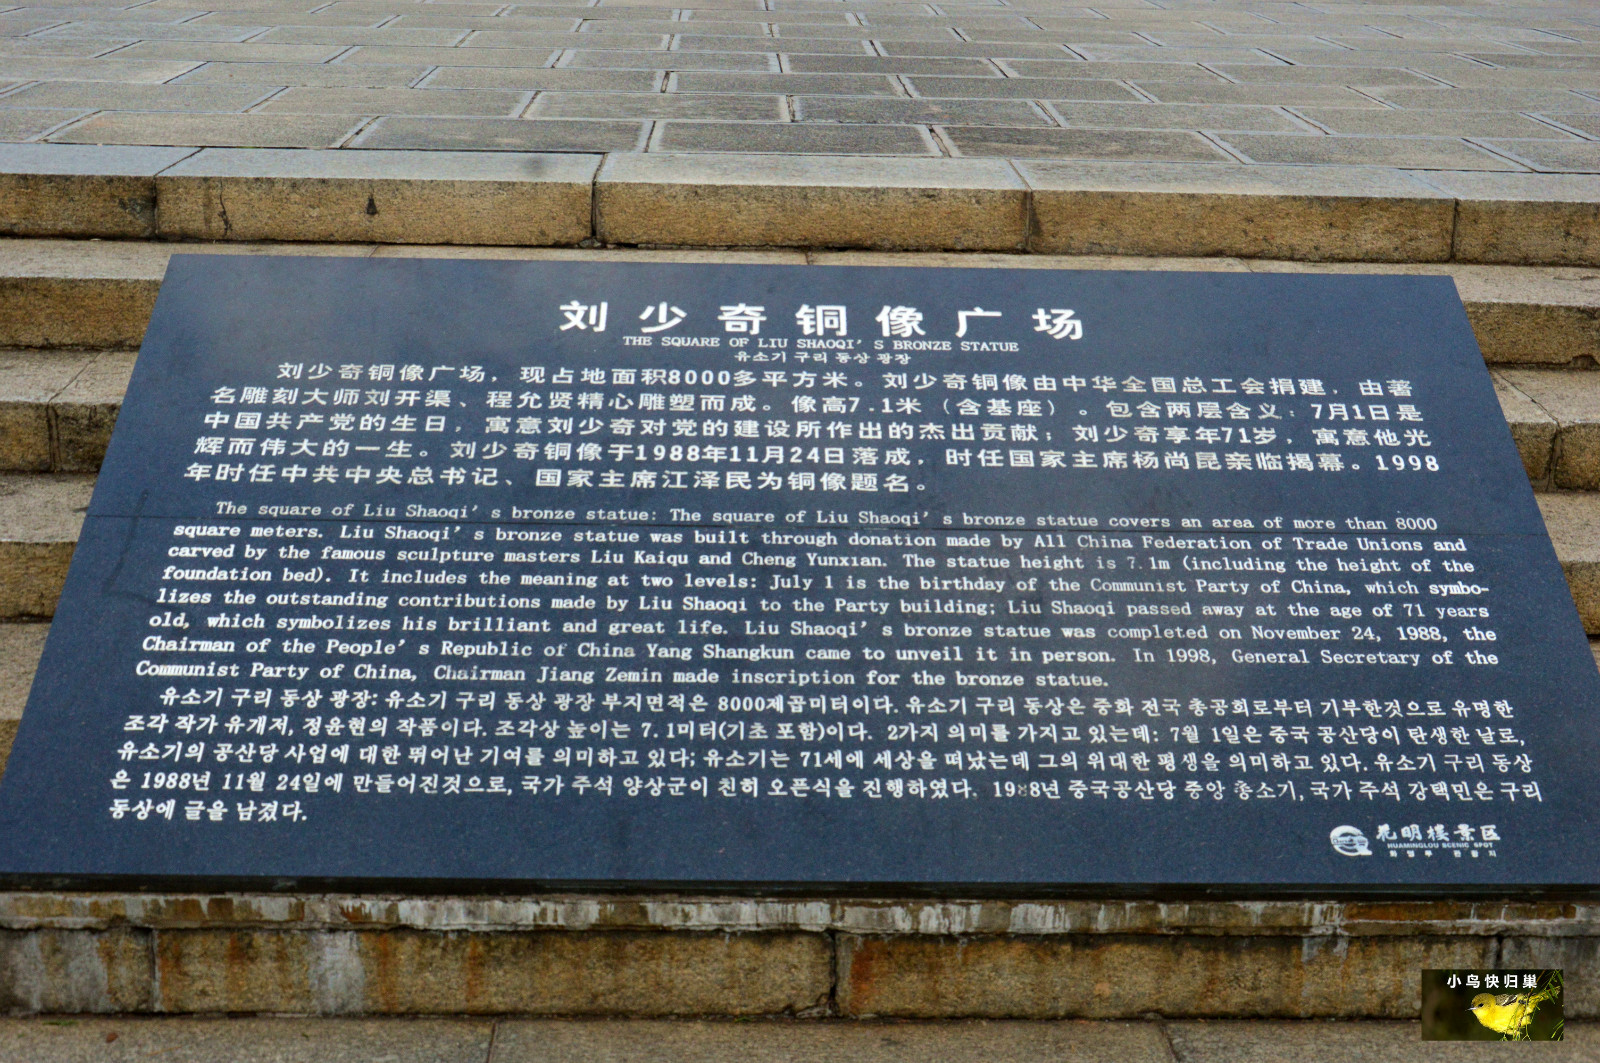 刘少奇铜像广场
THE SQUARE OF LIU SHAOQI'S BRONZE STATUE
유소기 구리 동상 광장
刘少奇铜像广场，现占地面积8000多平方米。刘少奇铜像由中华全国总工会捐建，由著
名雕刻大师刘开渠、程允贤精心雕塑而成。像高7.1米（含基座）。包含两层含义：7月1日是
中国共产党的生日，寓意刘少奇对党的建设所作出的杰出贡献；刘少奇享年71岁，寓意他光
辉而伟大的一生。刘少奇铜像于1988年11月24日落成，时任国家主席杨尚昆亲临揭幕。1998
年时任中共中央总书记、国家主席江泽民为铜像题名。
The square of Liu Shaoqi's bronze statue: The square of Liu Shaoqi's bronze statue covers an area of more than 8000
square meters. Liu Shaoqi's bronze statue was built through donation made by All China Federation of Trade Unions and
carved by the famous sculpture masters Liu Kaiqu and Cheng Yunxian. The statue height is 7.1m (including the height of the
foundation bed). It includes the meaning at two levels: July 1 is the birthday of the Communist Party of China, which symbo-
lizes the outstanding contributions made by Liu Shaoqi to the Party building; Liu Shaoqi passed away at the age of 71 years
old, which symbolizes his brilliant and great life. Liu Shaoqi's bronze statue was completed on November 24, 1988, the
Chairman of the People's Republic of China Yang Shangkun came to unveil it in person. In 1998, General Secretary of the
Communist Party of China, Chairman Jiang Zemin made inscription for the bronze statue.
유소기 구리 동상 광장: 유소기 구리 동상 광장 부지면적은 8000제곱미터이다. 유소기 구리 동상은 중화 전국 총공회로부터 기부한것으로 유명한
조각 작가 유개저, 정윤현의 작품이다. 조각상 높이는 7.1미터(기초 포함)이다. 2가지 의미를 가지고 있는데: 7월 1일은 중국 공산당이 탄생한 날로,
유소기의 공산당 사업에 대한 뛰어난 기여를 의미하고 있다; 유소기는 71세에 세상을 떠났는데 그의 위대한 평생을 의미하고 있다. 유소기 구리 동상
은 1988년 11월 24일에 만들어진것으로, 국가 주석 양상군이 친히 오픈식을 진행하였다. 1988년 중국공산당 중앙 총소기, 국가 주석 강택민은 구리
동상에 글을 남겼다.
花明楼景区
HUAMINGLOU SCENIC SPOT
화명루 관광지
小鸟快归巢